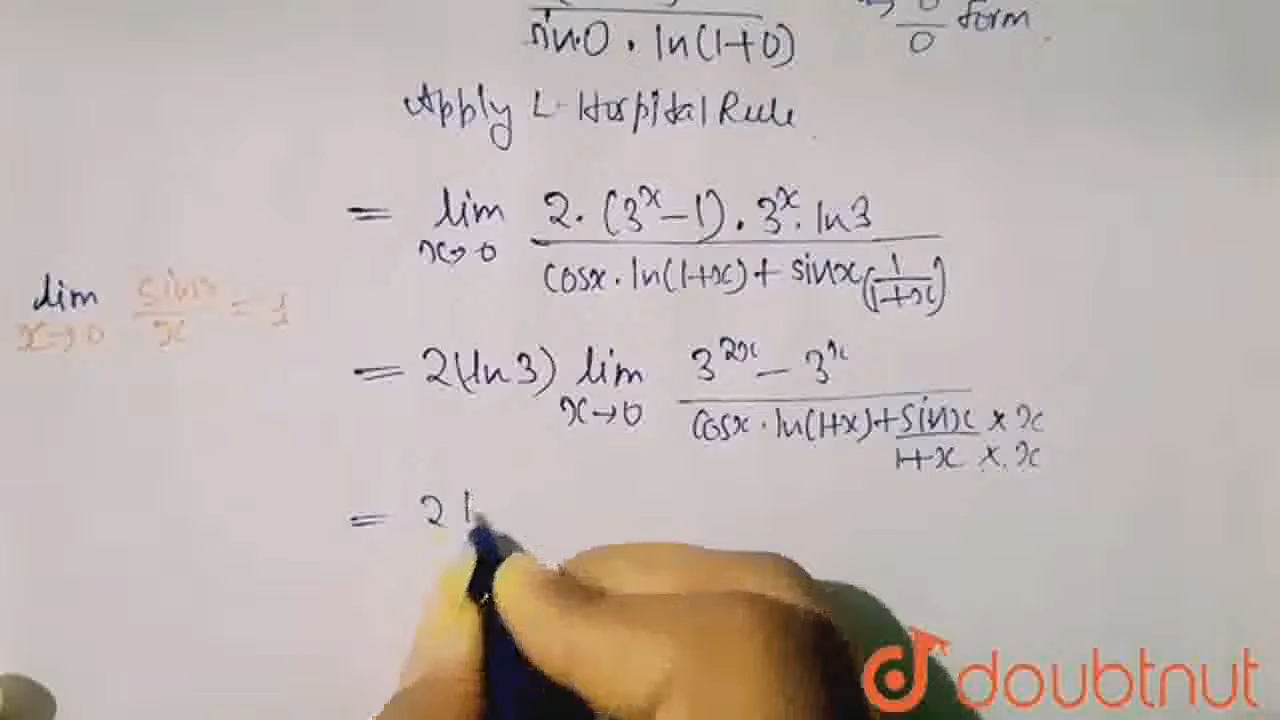 sin0 . ln(1+0)
0 form
Apply L-Hospital Rule
= lim x→0 2.(3^x-1).3^x.ln3 / cosx.ln(1+x)+sinx(1/1+x)
lim x→0 sinx/x = 1
= 2(ln3) lim x→0 3^2x-3^x / cosx.ln(1+x)+sinx×x/1+x×x
= 2
doubtnut